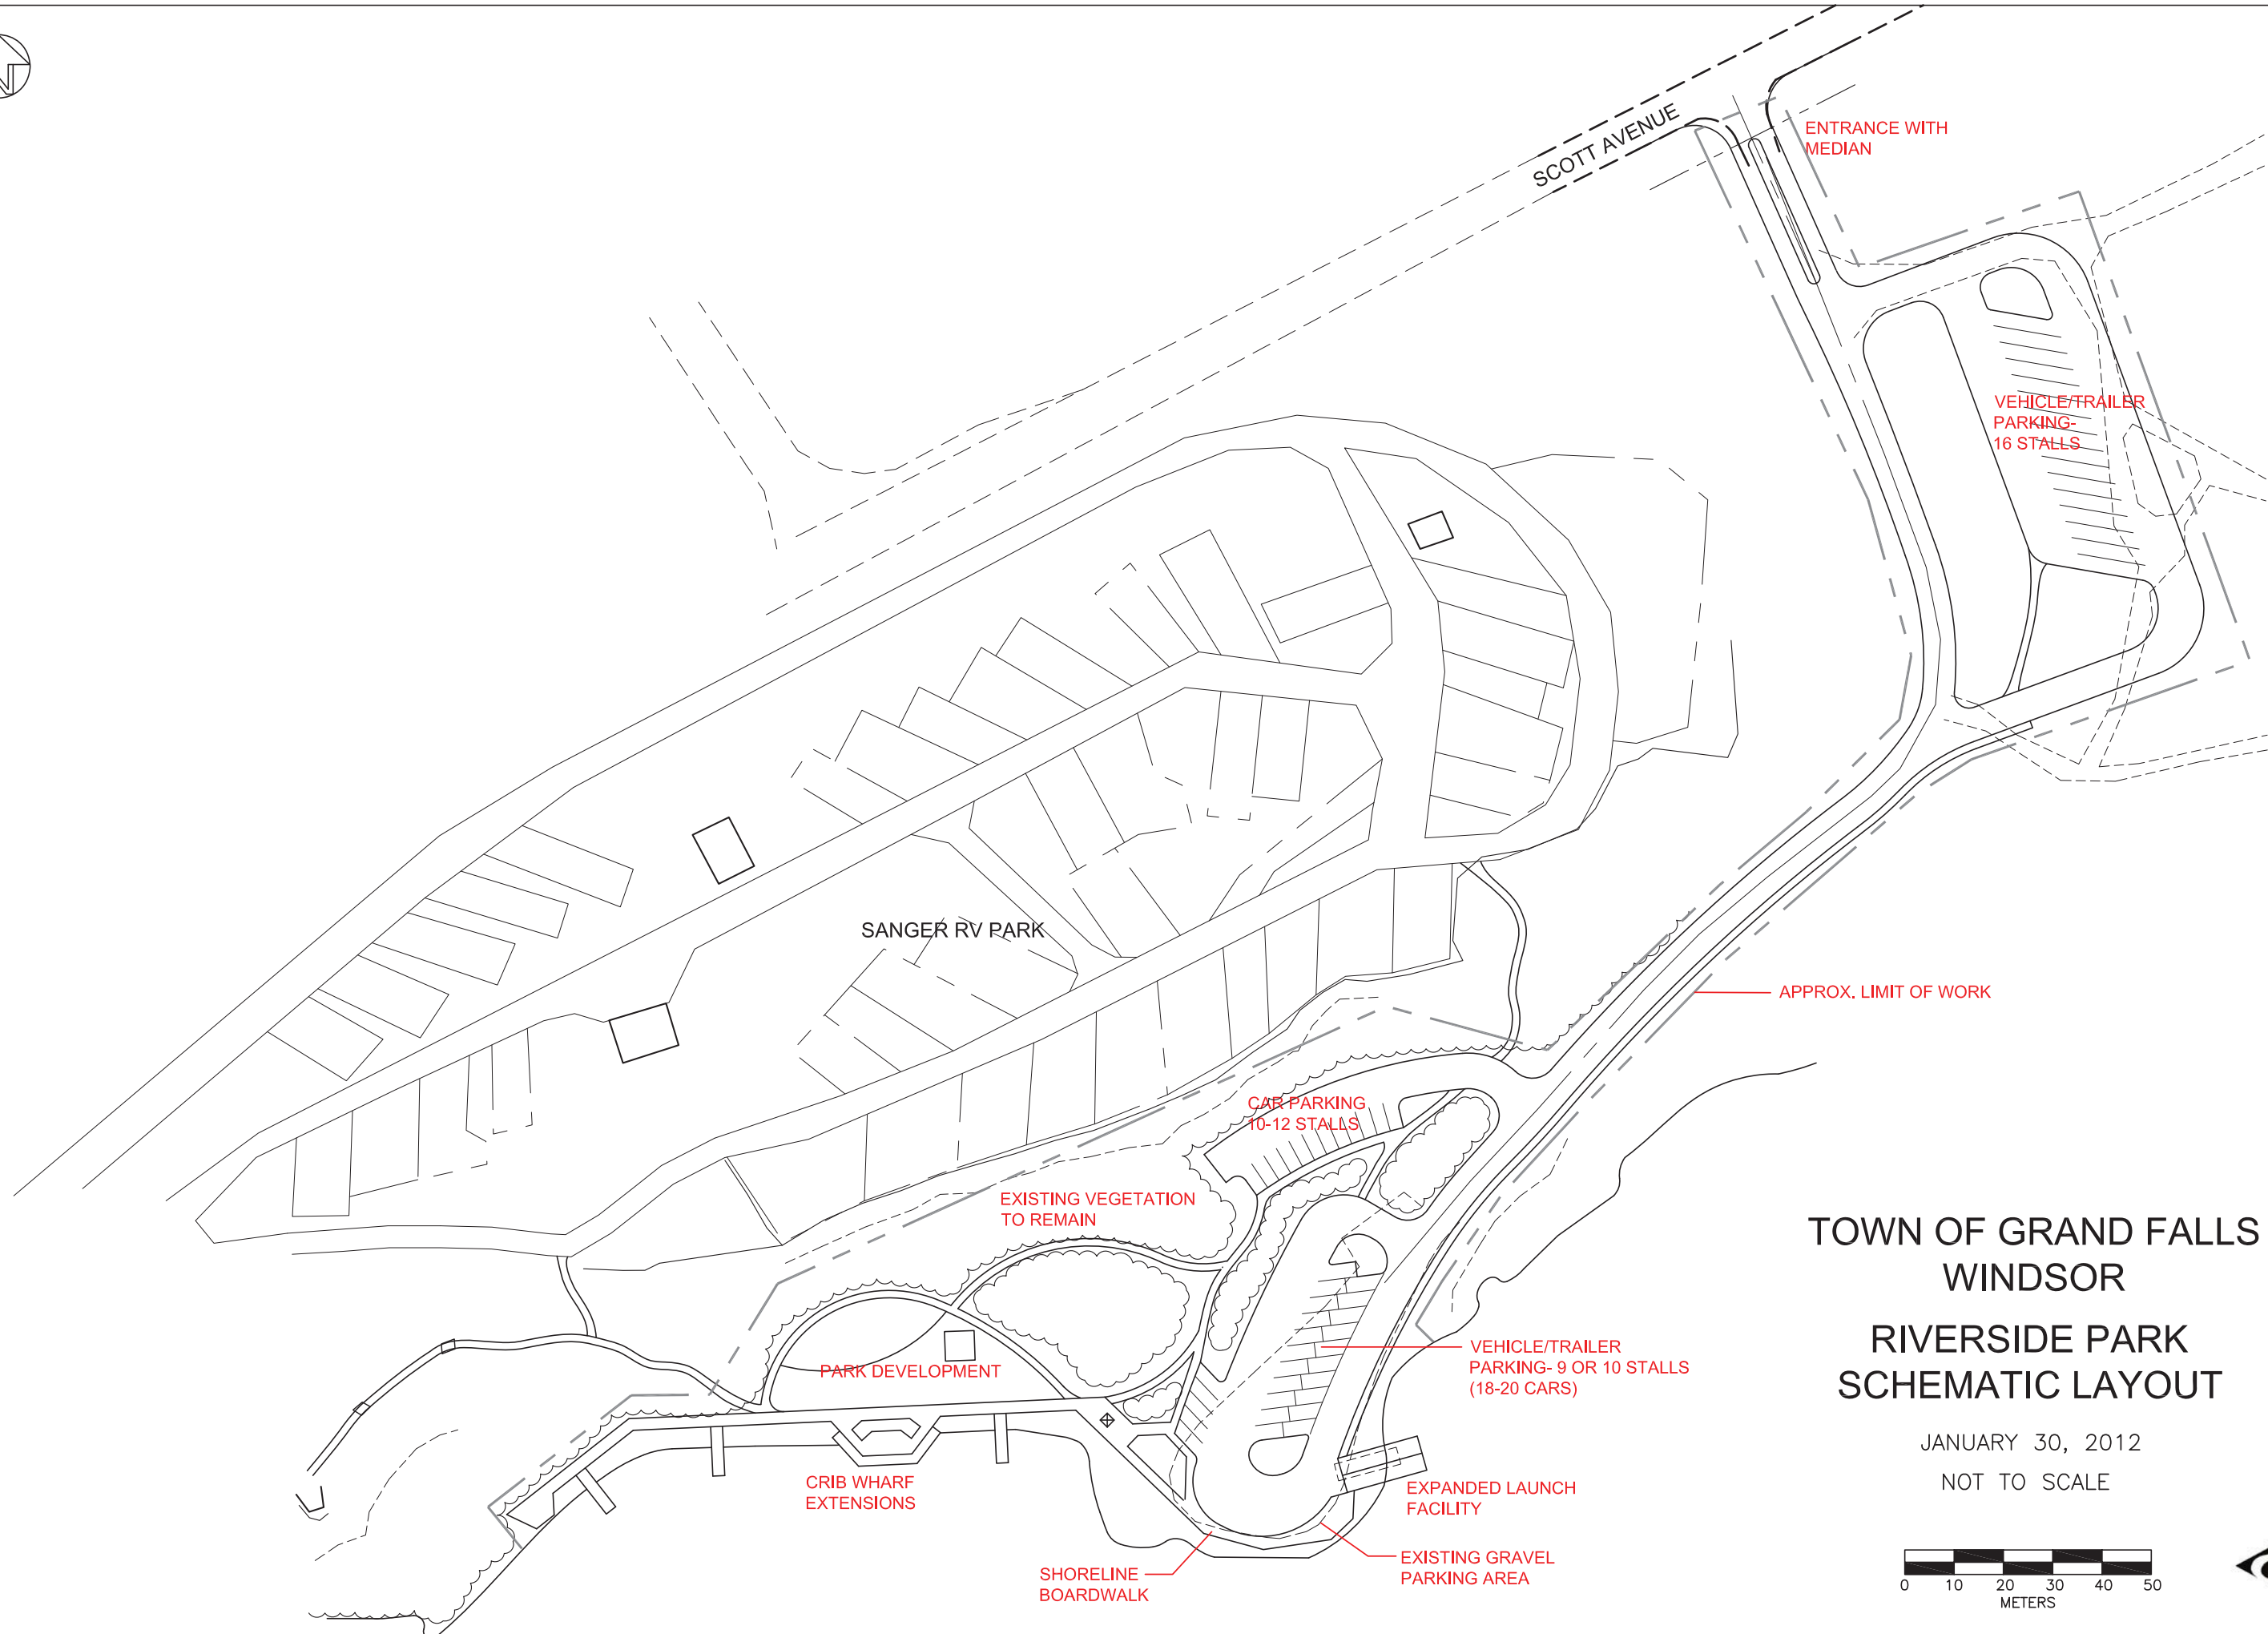 N
SCOTT AVENUE
ENTRANCE WITH
MEDIAN
VEHICLE/TRAILER
PARKING-
16 STALLS
SANGER RV PARK
APPROX. LIMIT OF WORK
CAR PARKING
10-12 STALLS
EXISTING VEGETATION
TO REMAIN
PARK DEVELOPMENT
VEHICLE/TRAILER
PARKING- 9 OR 10 STALLS
(18-20 CARS)
CRIB WHARF
EXTENSIONS
EXPANDED LAUNCH
FACILITY
SHORELINE
BOARDWALK
EXISTING GRAVEL
PARKING AREA
TOWN OF GRAND FALLS
WINDSOR
RIVERSIDE PARK
SCHEMATIC LAYOUT
JANUARY 30, 2012
NOT TO SCALE
0 10 20 30 40 50
METERS